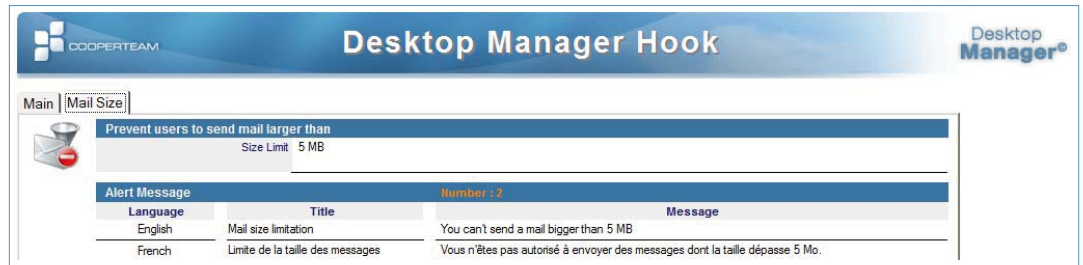 COOPERTEAM
Desktop Manager Hook
Desktop
Manager©
Main Mail Size
Prevent users to send mail larger than
Size Limit 5 MB
Alert Message Number : 2
Language Title Message
English Mail size limitation You can't send a mail bigger than 5 MB
French Limite de la taille des messages Vous n'êtes pas autorisé à envoyer des messages dont la taille dépasse 5 Mo.